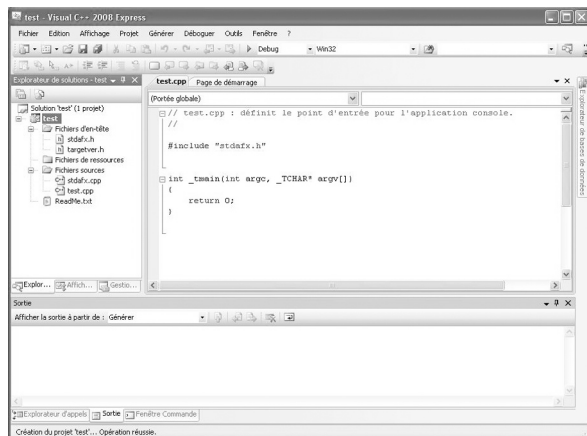 test - Visual C++ 2008 Express
Fichier Edition Affichage Projet Générer Déboguer Outils Fenêtre ?
Debug Win32
Explorateur de solutions - test
test.cpp Page de démarrage
(Portée globale)
Solution 'test' (1 projet)
test
Fichiers d'en-tête
stdafx.h
targetver.h
Fichiers de ressources
Fichiers sources
stdafx.cpp
test.cpp
ReadMe.txt
// test.cpp : définit le point d'entrée pour l'application console.
//
#include "stdafx.h"
int _tmain(int argc, _TCHAR* argv[])
{
return 0;
}
Explorateur de bases de données
Explor... Affich... Gestio...
Sortie
Afficher la sortie à partir de : Générer
Explorateur d'appels Sortie Fenêtre Commande
Création du projet 'test'... Opération réussie.